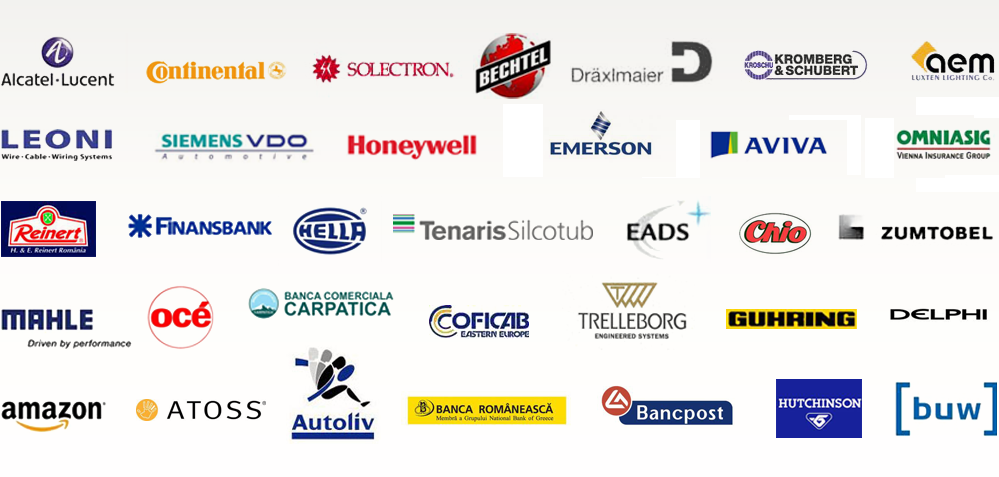 Alcatel·Lucent
Continental
SOLECTRON®
BECHTEL
Dräxlmaier
KROSCHU
KROMBERG
& SCHUBERT
aem
LUXTEN LIGHTING Co.
LEONI
Wire·Cable·Wiring Systems
SIEMENS VDO
Automotive
Honeywell
EMERSON
AVIVA
OMNIASIG
VIENNA INSURANCE GROUP
Reinert®
H. & E. Reinert România
FINANSBANK
HELLA®
TenarisSilcotub
EADS
Chio
ZUMTOBEL
MAHLE
Driven by performance
océ
BANCA COMERCIALA
CARPATICA
COFICAB
EASTERN EUROPE
TRELLEBORG
ENGINEERED SYSTEMS
GUHRING
DELPHI
amazon
ATOSS®
Autoliv
BANCA ROMÂNEASCĂ
Membră a Grupului National Bank of Greece
Bancpost
HUTCHINSON
[buw]